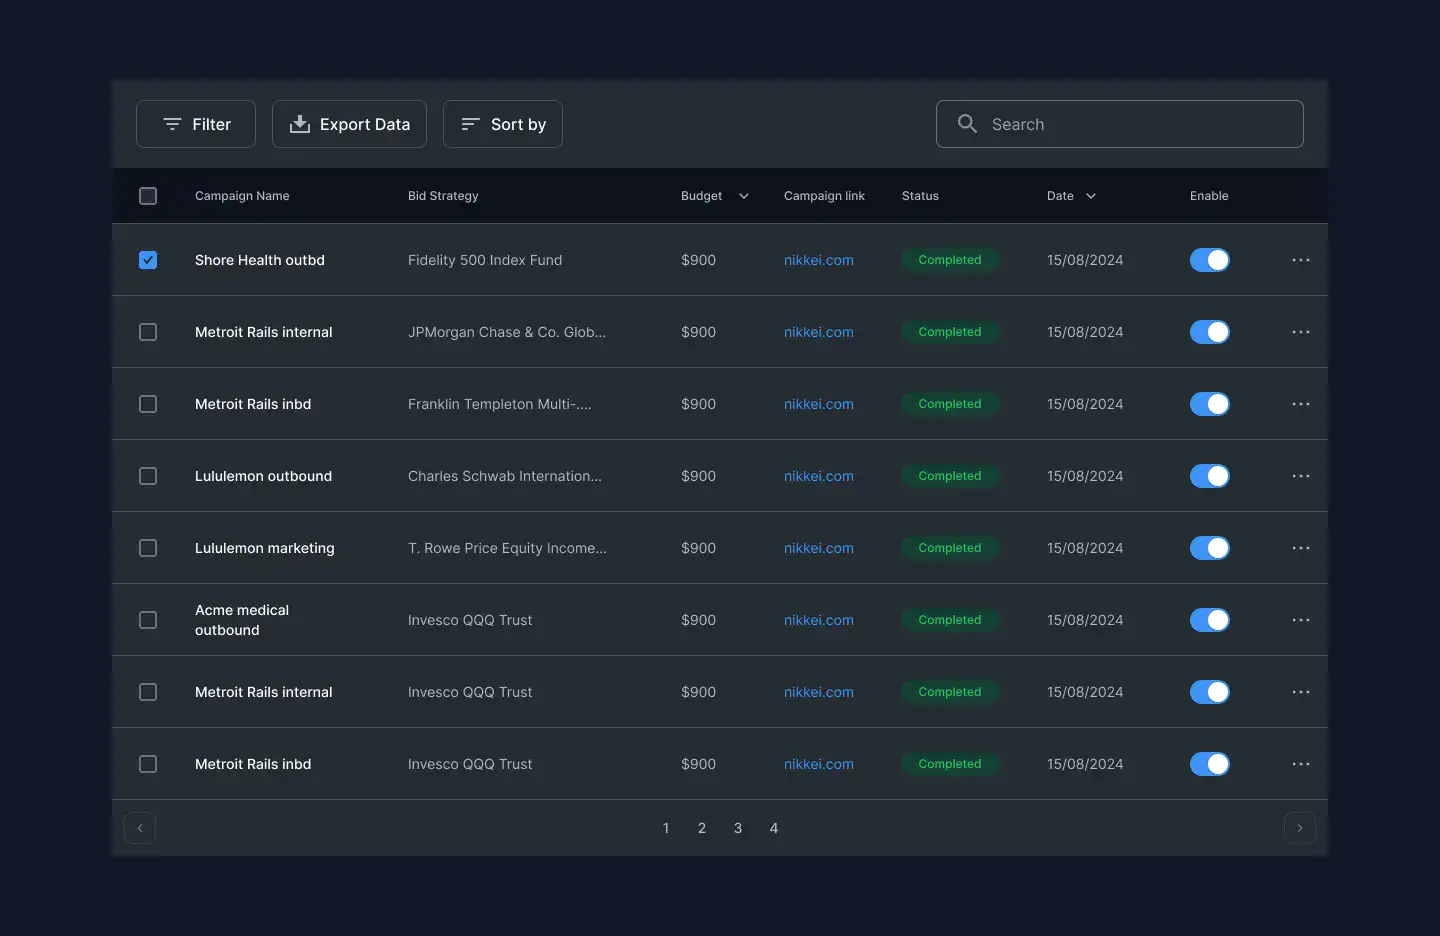 Filter Export Data Sort by Search
Campaign Name Bid Strategy Budget Campaign link Status Date Enable
Shore Health outbd Fidelity 500 Index Fund $900 nikkei.com Completed 15/08/2024
Metroit Rails internal JPMorgan Chase & Co. Glob... $900 nikkei.com Completed 15/08/2024
Metroit Rails inbd Franklin Templeton Multi-.... $900 nikkei.com Completed 15/08/2024
Lululemon outbound Charles Schwab Internation... $900 nikkei.com Completed 15/08/2024
Lululemon marketing T. Rowe Price Equity Income... $900 nikkei.com Completed 15/08/2024
Acme medical
outbound Invesco QQQ Trust $900 nikkei.com Completed 15/08/2024
Metroit Rails internal Invesco QQQ Trust $900 nikkei.com Completed 15/08/2024
Metroit Rails inbd Invesco QQQ Trust $900 nikkei.com Completed 15/08/2024
1 2 3 4